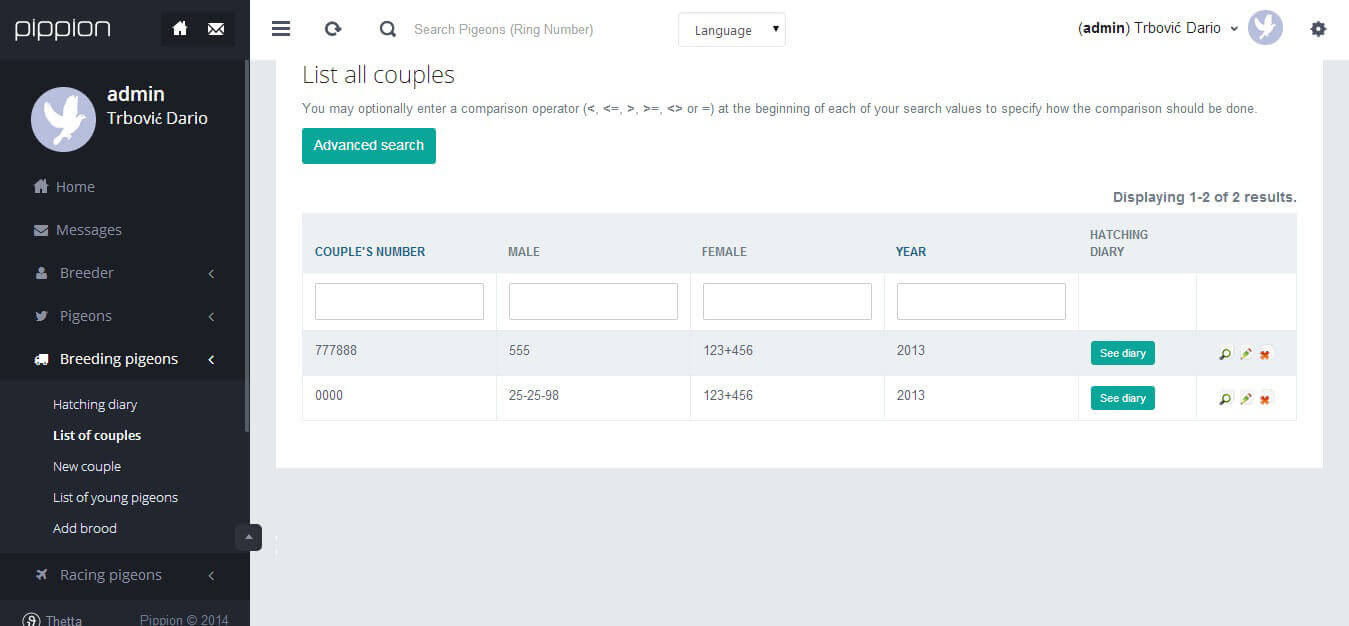 pippion
Search Pigeons (Ring Number)
Language
(admin) Trbović Dario
admin
Trbović Dario
Home
Messages
Breeder
Pigeons
Breeding pigeons
Hatching diary
List of couples
New couple
List of young pigeons
Add brood
Racing pigeons
Thetta
Pippion © 2014
List all couples
You may optionally enter a comparison operator (<, <=, >, >=, <> or =) at the beginning of each of your search values to specify how the comparison should be done.
Advanced search
Displaying 1-2 of 2 results.
COUPLE'S NUMBER MALE FEMALE YEAR HATCHING DIARY
777888 555 123+456 2013 See diary
0000 25-25-98 123+456 2013 See diary